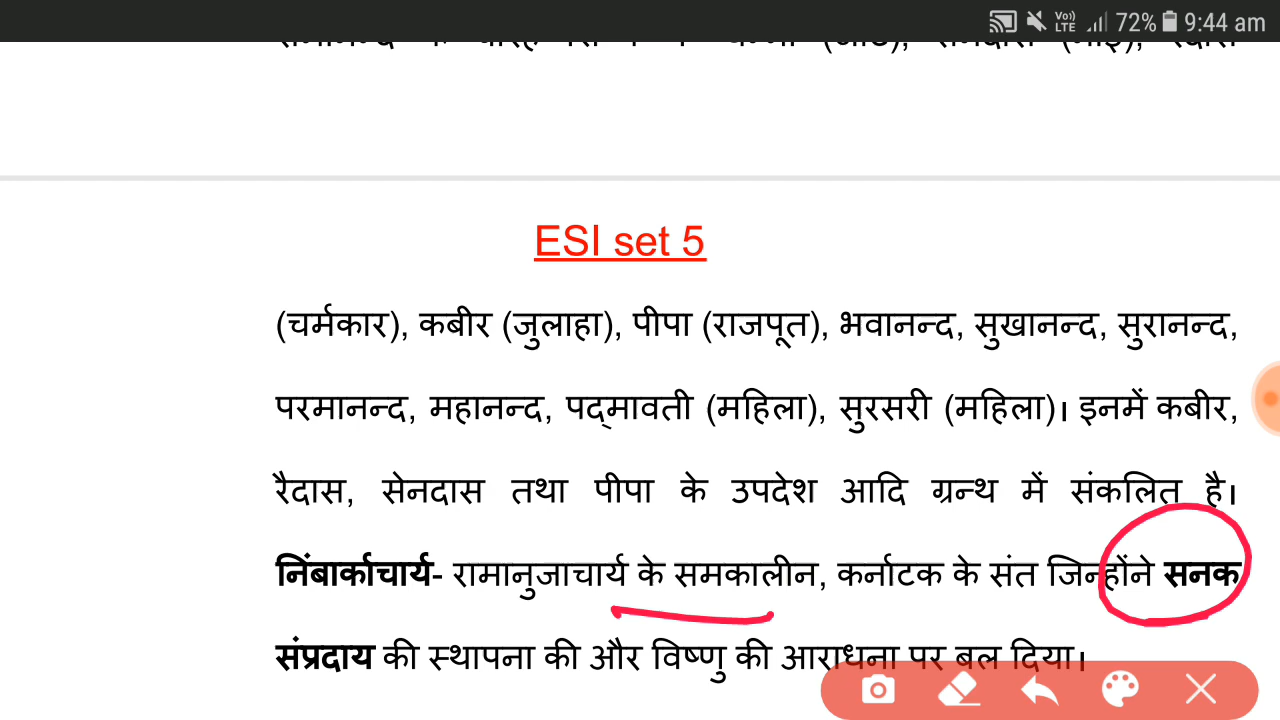 72% 9:44 am
ESI set 5
(चर्मकार), कबीर (जुलाहा), पीपा (राजपूत), भवानन्द, सुखानन्द, सुरानन्द,
परमानन्द, महानन्द, पद्मावती (महिला), सुरसरी (महिला)। इनमें कबीर,
रैदास, सेनदास तथा पीपा के उपदेश आदि ग्रन्थ में संकलित है।
निंबार्काचार्य- रामानुजाचार्य के समकालीन, कर्नाटक के संत जिन्होंने सनक
संप्रदाय की स्थापना की और विष्णु की आराधना पर बल दिया।